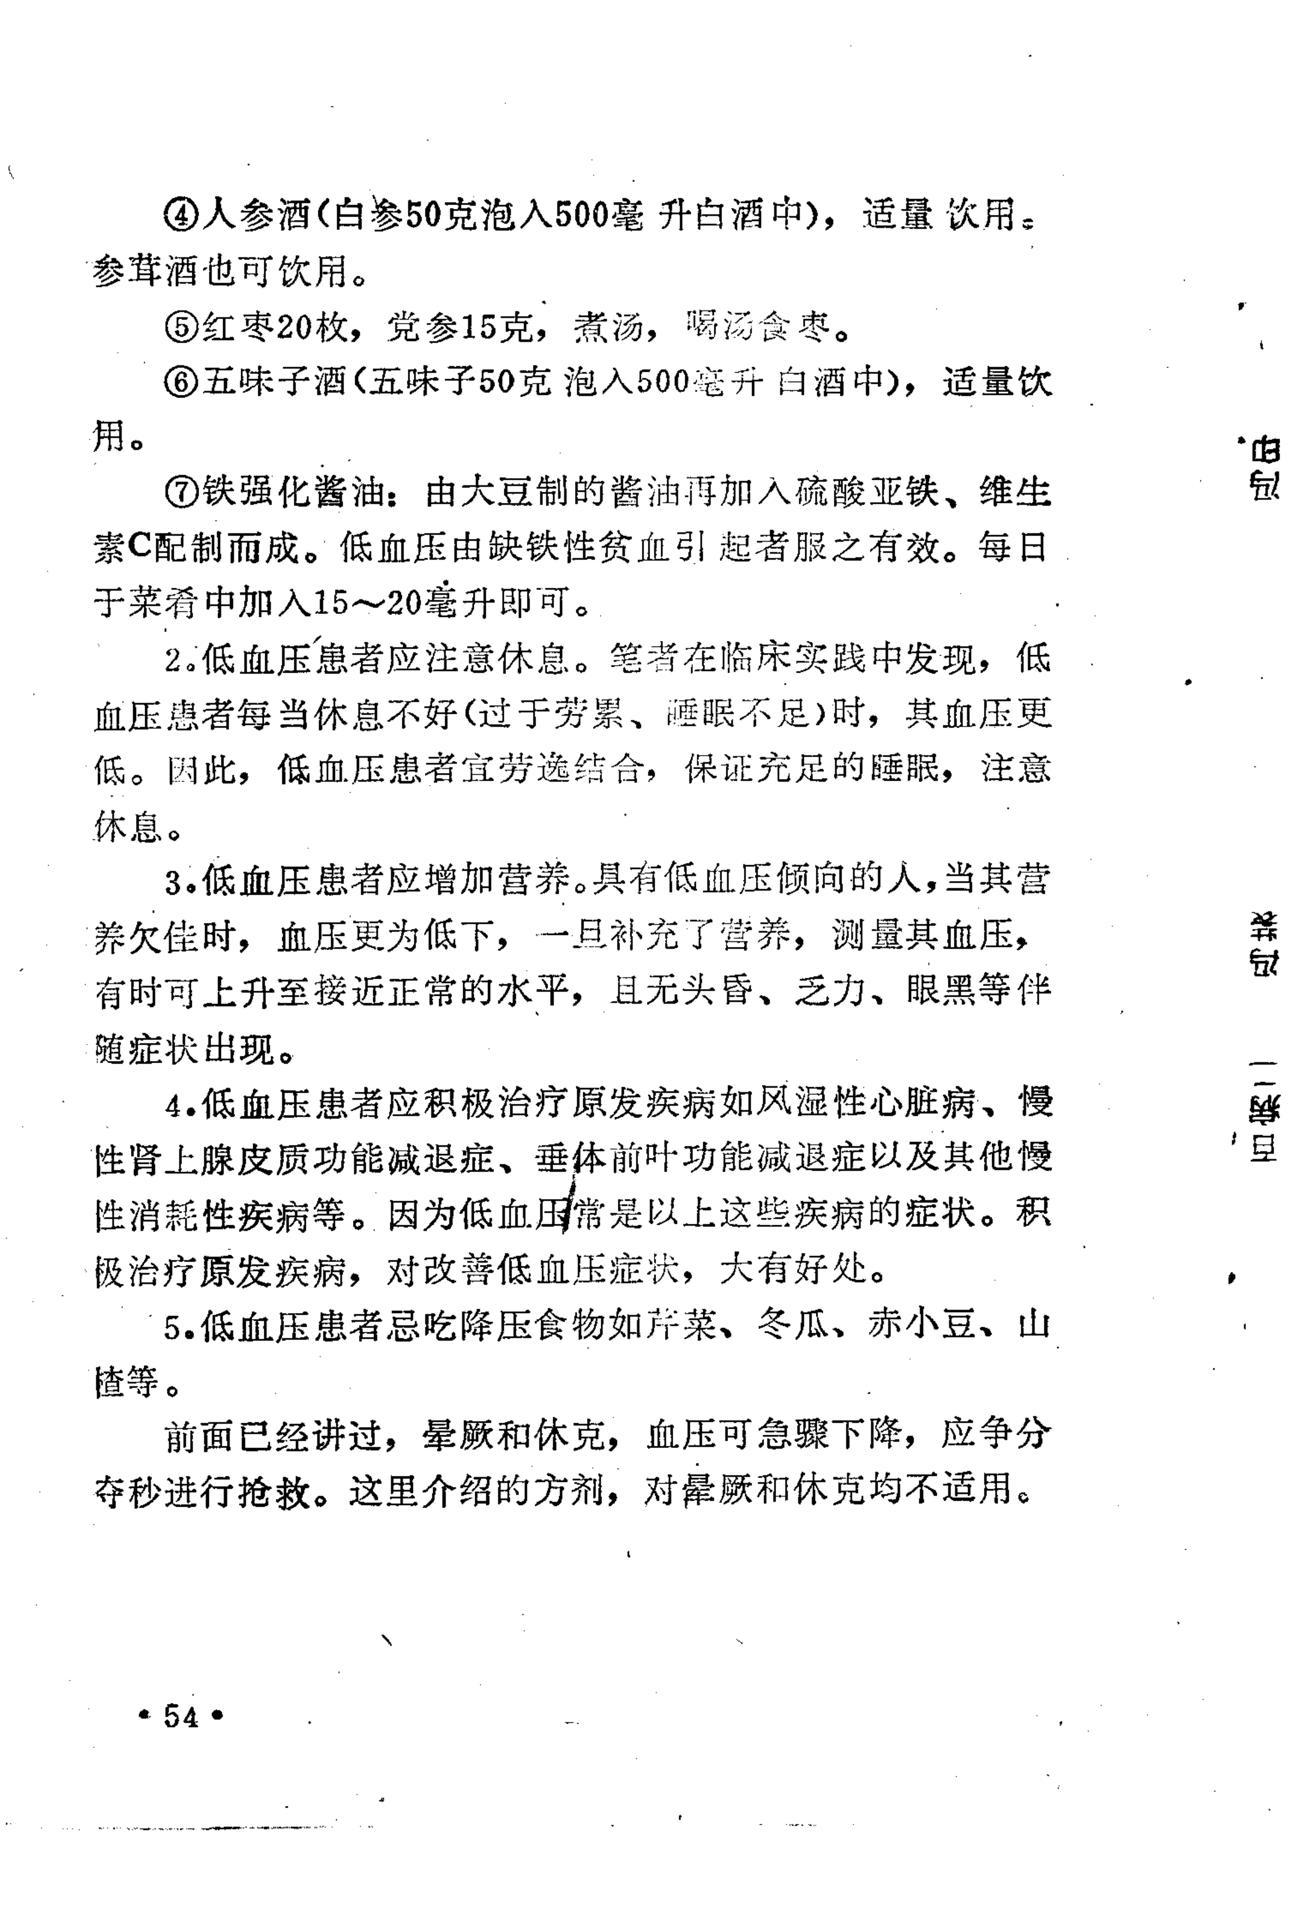 ④人参酒(白参50克泡入500毫升白酒中)，适量饮用。
参茸酒也可饮用。
⑤红枣20枚，党参15克，煮汤，喝汤食枣。
⑥五味子酒(五味子50克泡入500毫升白酒中)，适量饮
用。
⑦铁强化酱油：由大豆制的酱油再加入硫酸亚铁、维生
素C配制而成。低血压由缺铁性贫血引起者服之有效。每日
于菜肴中加入15～20毫升即可。
2。低血压患者应注意休息。笔者在临床实践中发现，低
血压患者每当休息不好(过于劳累、睡眠不足)时，其血压更
低。因此，低血压患者宜劳逸结合，保证充足的睡眠，注意
休息。
3。低血压患者应增加营养。具有低血压倾向的人，当其营
养欠佳时，血压更为低下，一旦补充了营养，测量其血压，
有时可上升至接近正常的水平，且无头昏、乏力、眼黑等伴
随症状出现。
4。低血压患者应积极治疗原发疾病如风湿性心脏病、慢
性肾上腺皮质功能减退症、垂体前叶功能减退症以及其他慢
性消耗性疾病等。因为低血压常是以上这些疾病的症状。积
极治疗原发疾病，对改善低血压症状，大有好处。
5。低血压患者忌吃降压食物如芹菜、冬瓜、赤小豆、山
楂等。
前面已经讲过，晕厥和休克，血压可急骤下降，应争分
夺秒进行抢救。这里介绍的方剂，对晕厥和休克均不适用。
·54·